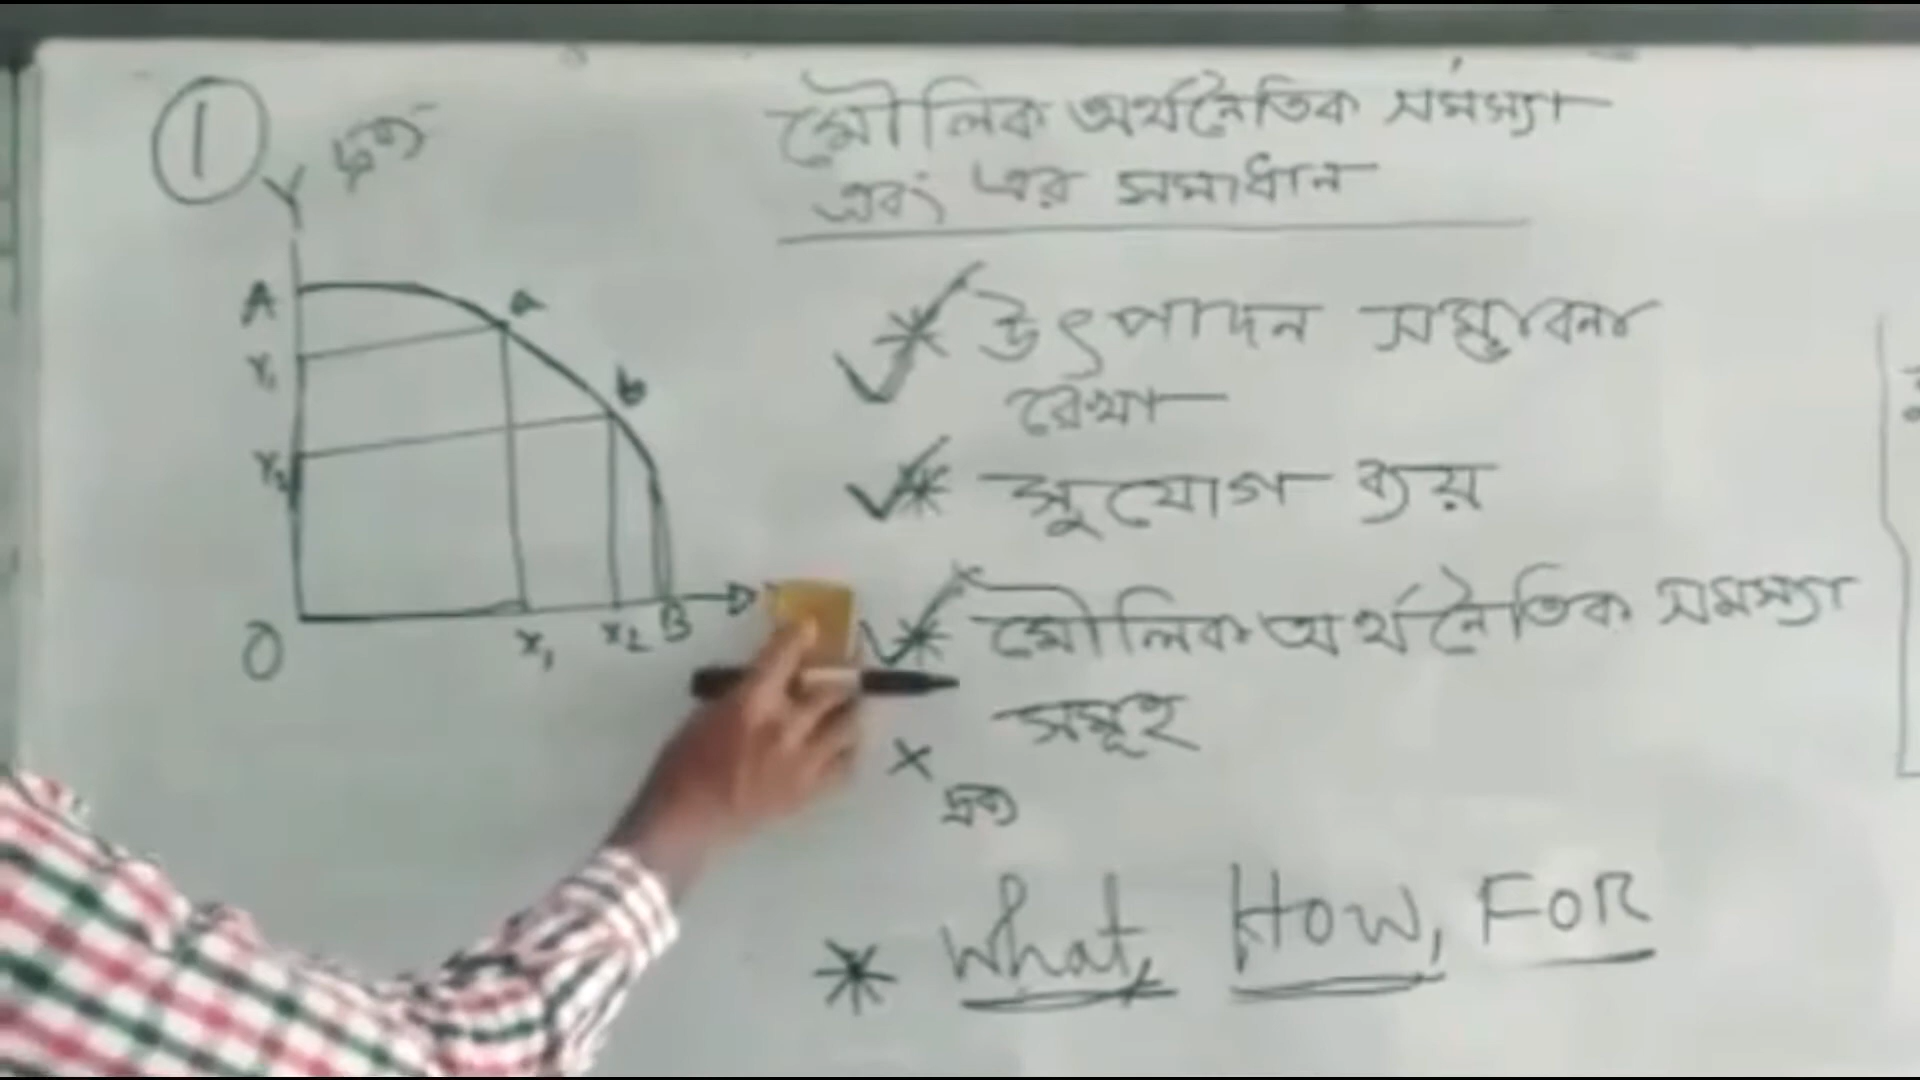 1
Y দ্রব্য
মৌলিক অর্থনৈতিক সমস্যা
এবং এর সমাধান
A
a
Y₁
b
Y₂
O
x₁ x₂ B
উৎপাদন সম্ভাবনা
রেখা
সুযোগ ব্যয়
মৌলিক অর্থনৈতিক সমস্যা
সমূহ
x
দ্রব্য
What, How, FOR